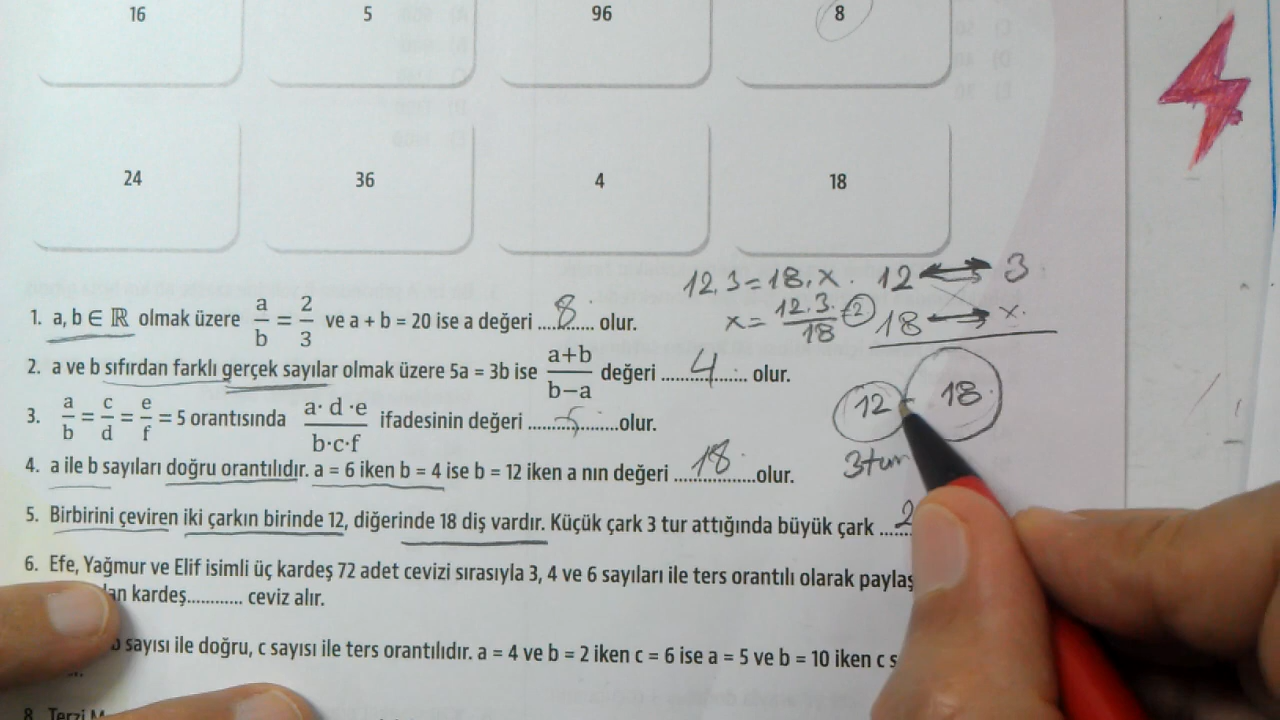 16 5 96 8
24 36 4 18
12.3=18.x 12 ↔ 3
x= 12.3 / 18 =2 18 ↔ x
1. a, b ∈ ℝ olmak üzere a/b = 2/3 ve a + b = 20 ise a değeri ....8.... olur.
2. a ve b sıfırdan farklı gerçek sayılar olmak üzere 5a = 3b ise a+b/b−a değeri ....4.... olur.
12 18
3. a/b = c/d = e/f = 5 orantısında a·d·e/b·c·f ifadesinin değeri ....5....olur.
3 tur
4. a ile b sayıları doğru orantılıdır. a = 6 iken b = 4 ise b = 12 iken a nın değeri ....18....olur.
5. Birbirini çeviren iki çarkın birinde 12, diğerinde 18 diş vardır. Küçük çark 3 tur attığında büyük çark ....2
6. Efe, Yağmur ve Elif isimli üç kardeş 72 adet cevizi sırasıyla 3, 4 ve 6 sayıları ile ters orantılı olarak
kardeş............ ceviz alır.
sayısı ile doğru, c sayısı ile ters orantılıdır. a = 4 ve b = 2 iken c = 6 ise a = 5 ve b = 10 iken c
8. Terzi